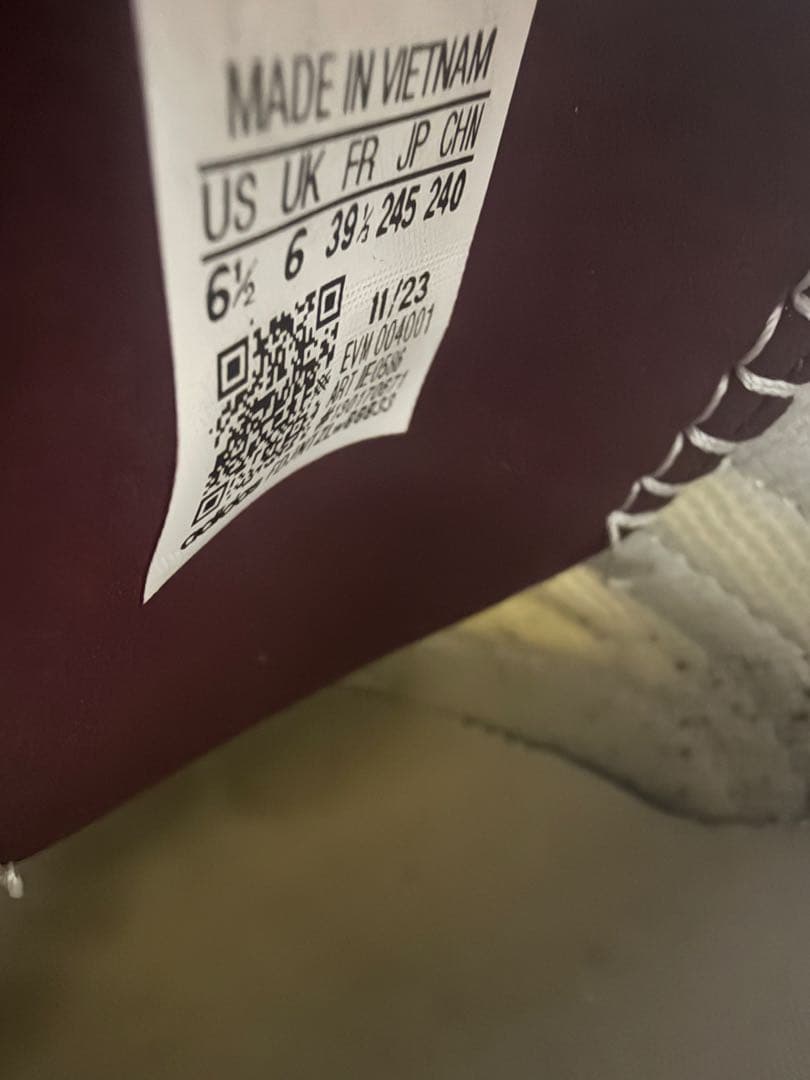 MADE IN VIETNAM
US UK FR JP CHN
6½ 6 39⅓ 245 240
11/23
EVM 004001
ART